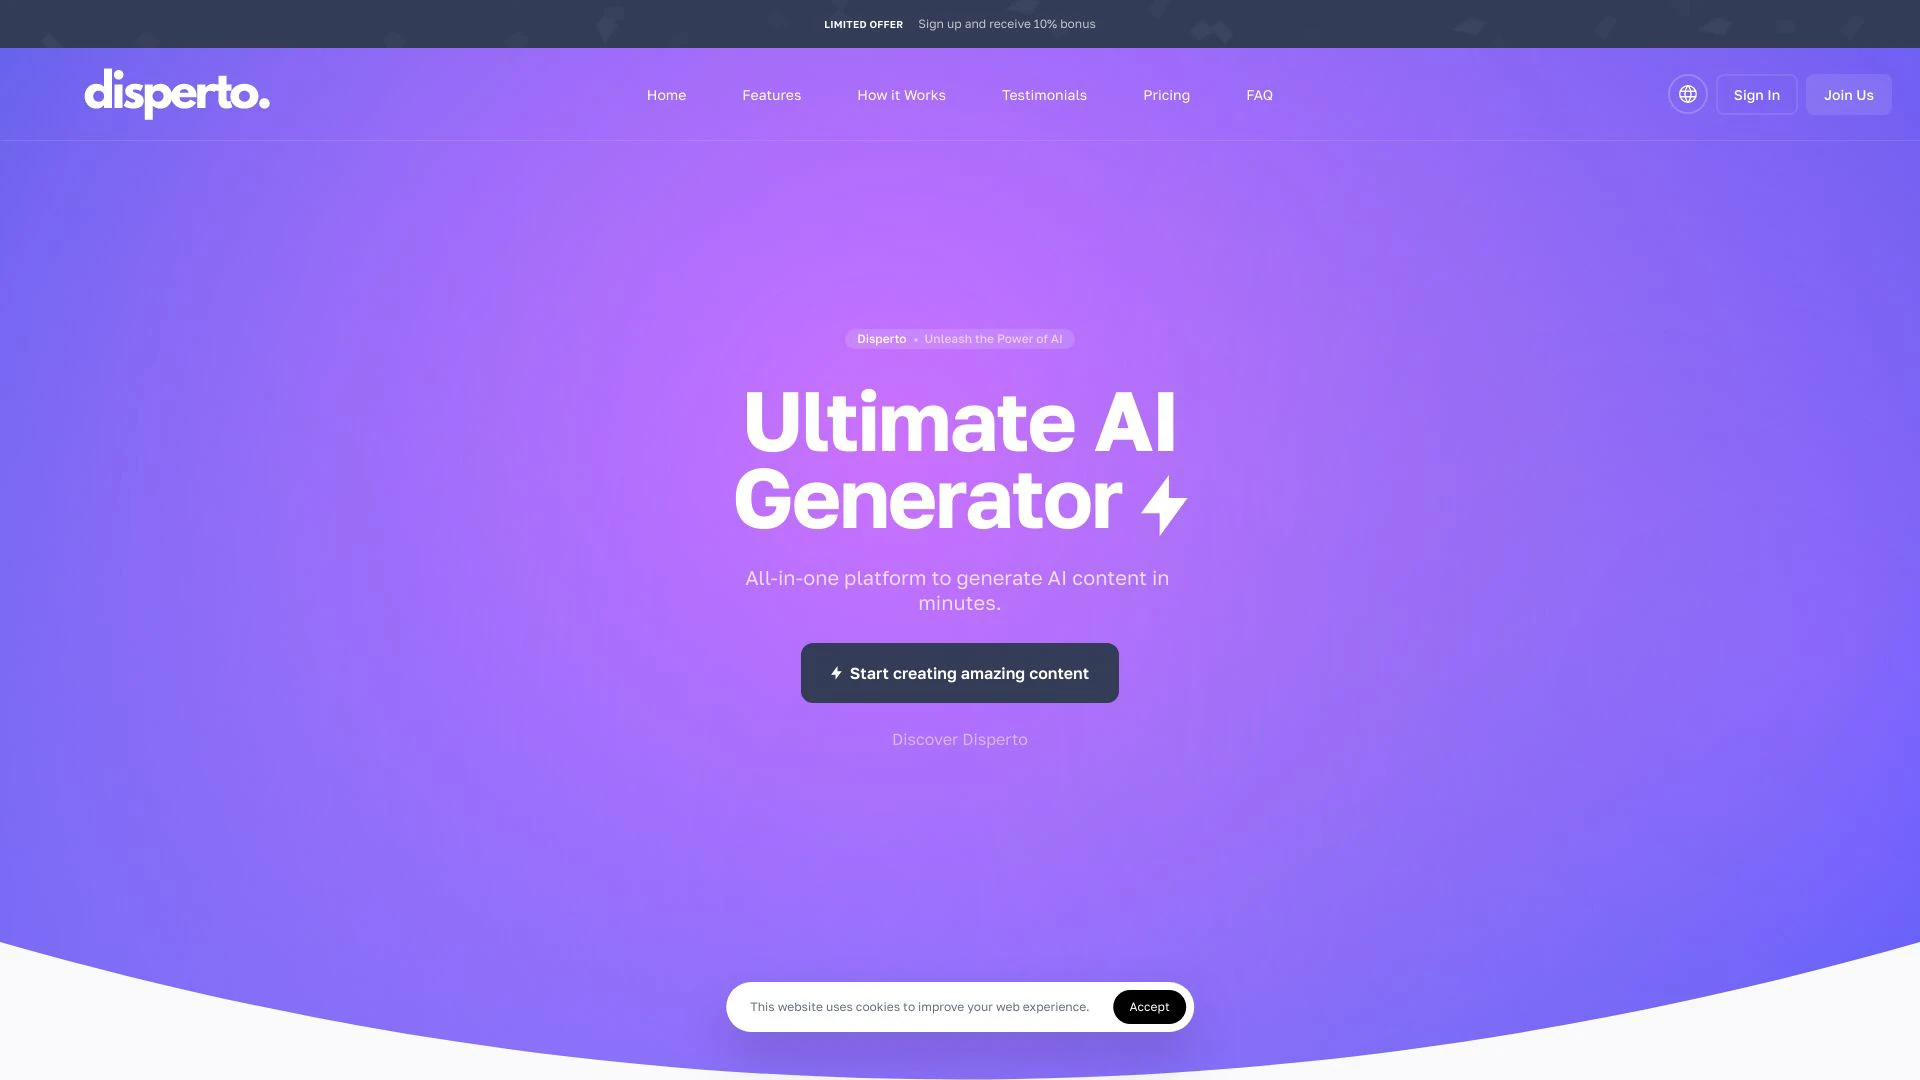 LIMITED OFFER Sign up and receive 10% bonus
disperto.
Home Features How it Works Testimonials Pricing FAQ Sign In Join Us
Disperto • Unleash the Power of AI
Ultimate AI
Generator
All-in-one platform to generate AI content in
minutes.
Start creating amazing content
Discover Disperto
This website uses cookies to improve your web experience. Accept